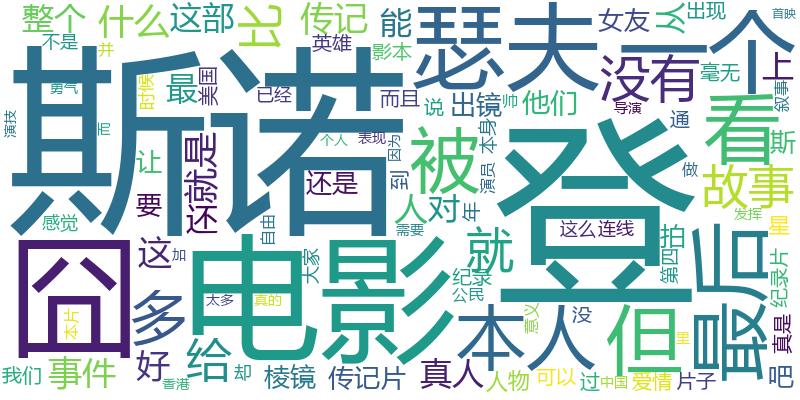 整个
什么
比
这部
传记
能
瑟夫
一个
女友
从
出现
首映
不是
并
英雄
影本
斯诺
勇气
时候
最
美国
已经
而且
说
出镜
他们
没有
毫无
上
叙事
演技
而
让
还
就是
个人
表现
因为
帅
导演
被
看
通
斯
本身
演员
登
还是
到
做
要
感觉
人
对
年
故事
这么
连线
发挥
星
自由
需要
囧
这
加
多
电影
大家
就
纪录
公民
拍
第四
最后
纪录片
太多
真的
本片
本人
意义
没
但
里
真是
好
给
我们
事件
香港
却
棱镜
传记片
真人
人物
可以
过
中国
爱情
片子
吧